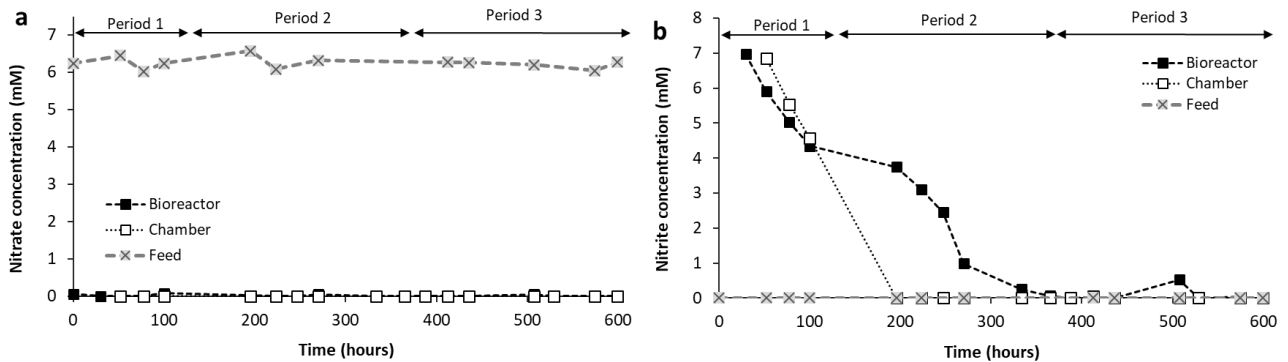 a
Period 1
Period 2
Period 3
7
6
5
4
3
2
1
0
Nitrate concentration (mM)
Bioreactor
Chamber
Feed
0
100
200
300
400
500
600
Time (hours)
b
Period 1
Period 2
Period 3
8
7
6
5
4
3
2
1
0
Nitrite concentration (mM)
Bioreactor
Chamber
Feed
0
100
200
300
400
500
600
Time (hours)